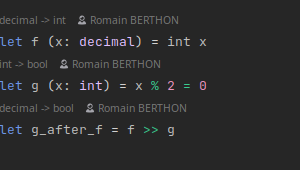 decimal -> int Romain BERTHON
let f (x: decimal) = int x
int -> bool Romain BERTHON
let g (x: int) = x % 2 = 0
decimal -> bool Romain BERTHON
let g_after_f = f >> g